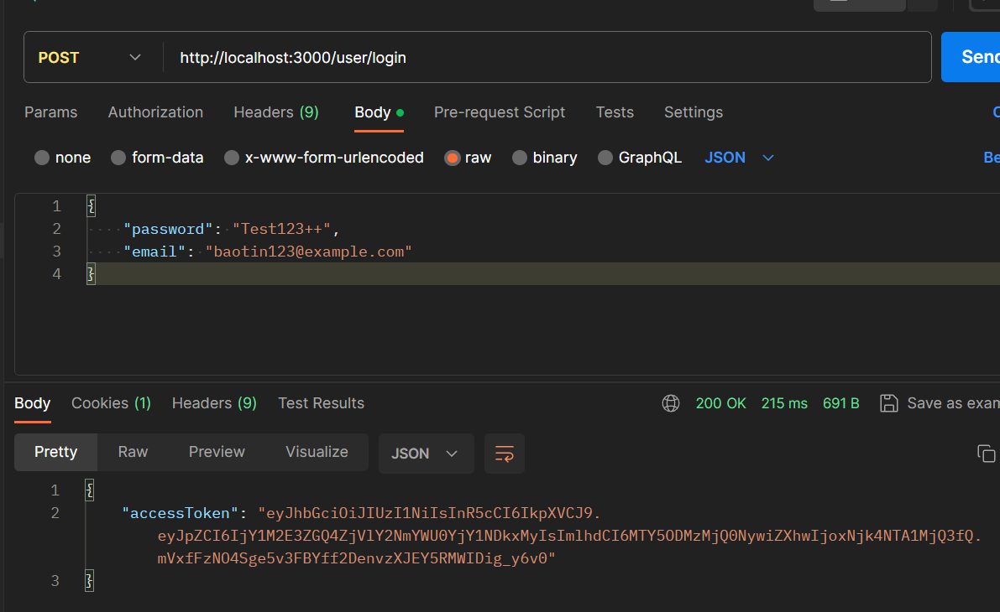 POST http://localhost:3000/user/login Send
Params Authorization Headers (9) Body Pre-request Script Tests Settings
none form-data x-www-form-urlencoded raw binary GraphQL JSON Be
1 {
2 "password": "Test123++",
3 "email": "baotin123@example.com"
4 }
Body Cookies (1) Headers (9) Test Results 200 OK 215 ms 691 B Save as exam
Pretty Raw Preview Visualize JSON
1 {
2 "accessToken": "eyJhbGciOiJIUzI1NiIsInR5cCI6IkpXVCJ9.
eyJpZCI6IjY1M2E3ZGQ4ZjVlY2NmYWU0YjY1NDkxMyIsImlhdCI6MTY5ODMzMjQ0NywiZXhwIjoxNjk4NTA1MjQ3fQ.
mVxfFzNO4Sge5v3FBYff2DenvzXJEY5RMWIDig_y6v0"
3 }